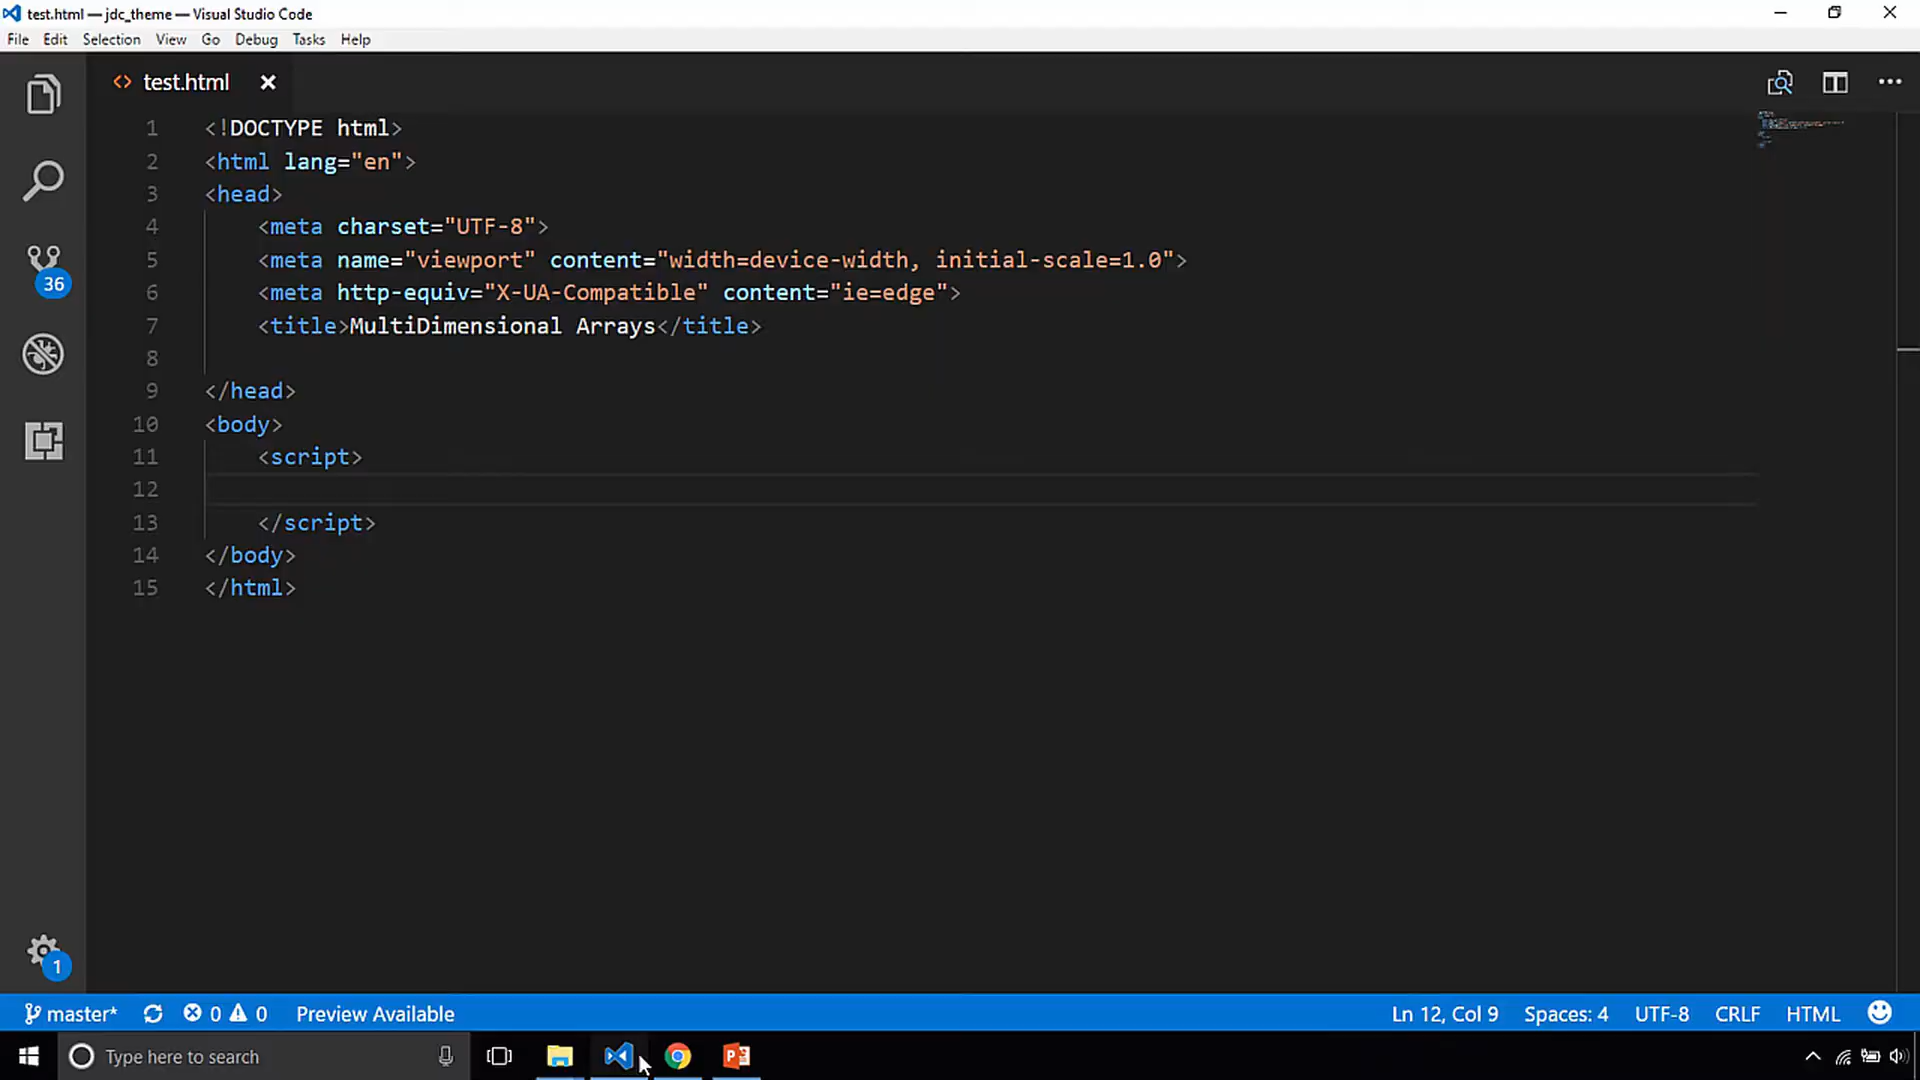 test.html — jdc_theme — Visual Studio Code
File Edit Selection View Go Debug Tasks Help
test.html
1 <!DOCTYPE html>
2 <html lang="en">
3 <head>
4 <meta charset="UTF-8">
5 <meta name="viewport" content="width=device-width, initial-scale=1.0">
6 <meta http-equiv="X-UA-Compatible" content="ie=edge">
7 <title>MultiDimensional Arrays</title>
8
9 </head>
10 <body>
11 <script>
12
13 </script>
14 </body>
15 </html>
36
1
master* 0 0 Preview Available Ln 12, Col 9 Spaces: 4 UTF-8 CRLF HTML
Type here to search